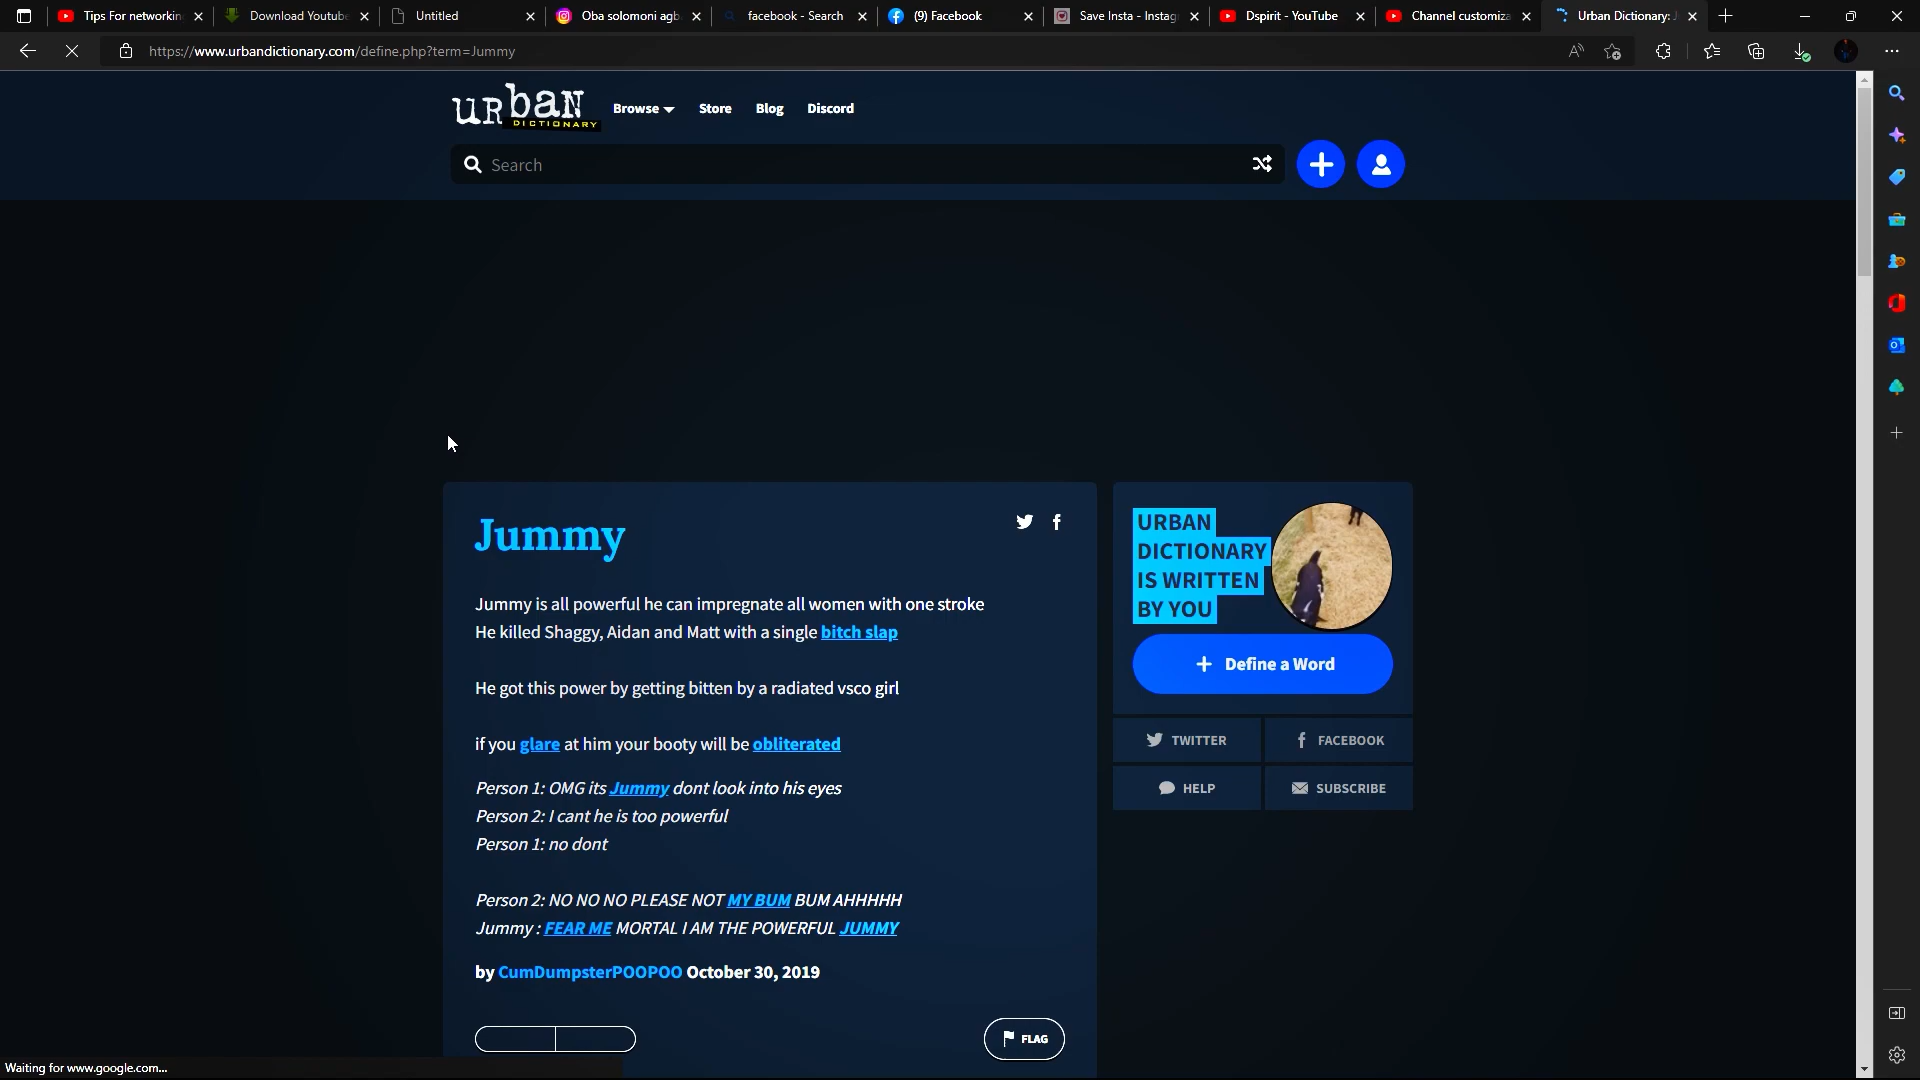 Tips For networkin
Download Youtube
Untitled
Oba solomoni agb
facebook - Search
(9) Facebook
Save Insta - Instag
Dspirit - YouTube
Channel customiza
Urban Dictionary: J
https://www.urbandictionary.com/define.php?term=Jummy
urban
DICTIONARY
Browse
Store
Blog
Discord
Search
Jummy
Jummy is all powerful he can impregnate all women with one stroke
He killed Shaggy, Aidan and Matt with a single bitch slap
He got this power by getting bitten by a radiated vsco girl
if you glare at him your booty will be obliterated
Person 1: OMG its Jummy dont look into his eyes
Person 2: I cant he is too powerful
Person 1: no dont
Person 2: NO NO NO PLEASE NOT MY BUM BUM AHHHHH
Jummy : FEAR ME MORTAL I AM THE POWERFUL JUMMY
by CumDumpsterPOOPOO October 30, 2019
FLAG
URBAN
DICTIONARY
IS WRITTEN
BY YOU
Define a Word
TWITTER
FACEBOOK
HELP
SUBSCRIBE
Waiting for www.google.com...